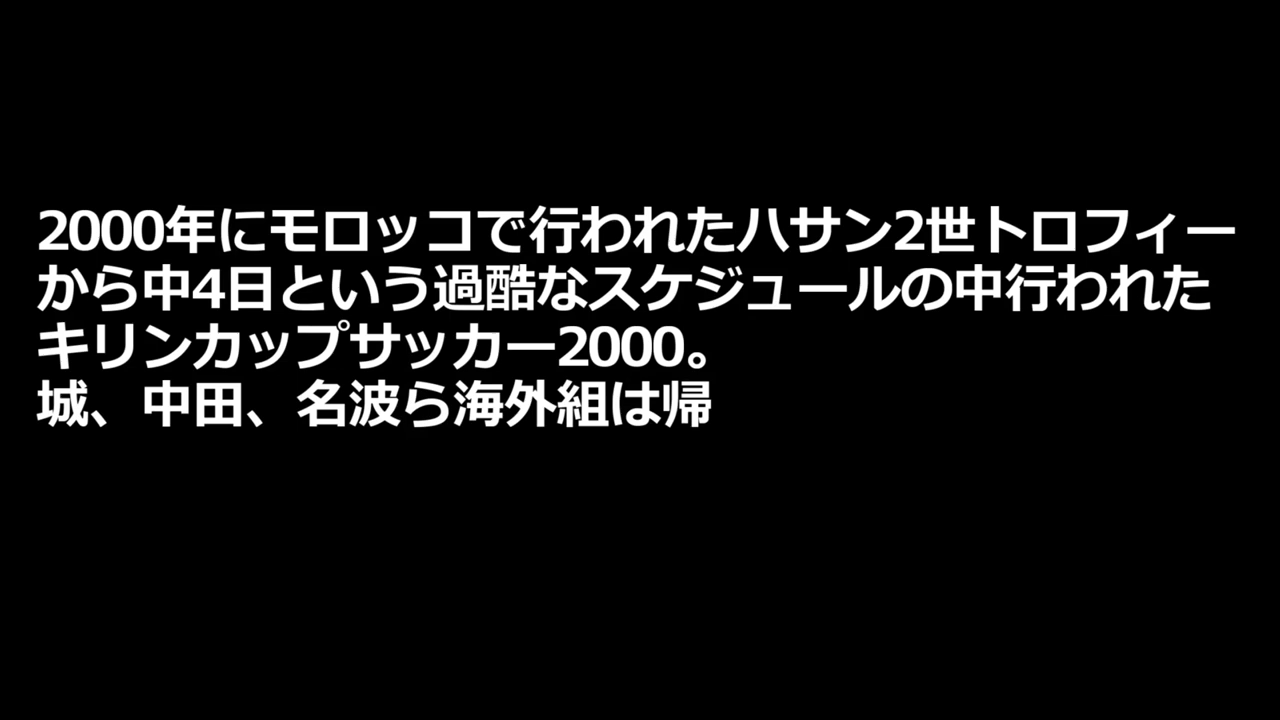 2000年にモロッコで行われたハサン2世トロフィー
から中4日という過酷なスケジュールの中行われた
キリンカップサッカー2000。
城、中田、名波ら海外組は帰